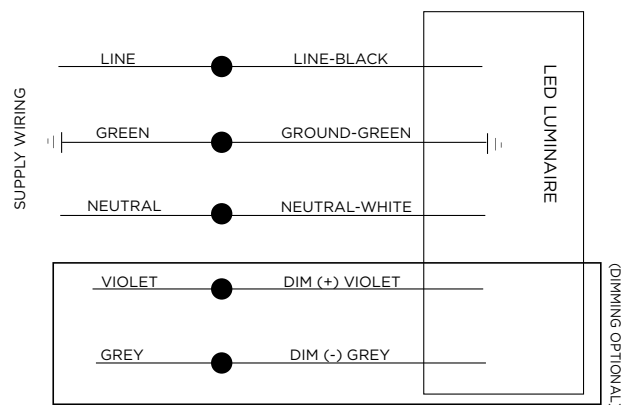 SUPPLY WIRING
LINE
LINE-BLACK
GREEN
GROUND-GREEN
NEUTRAL
NEUTRAL-WHITE
VIOLET
DIM (+) VIOLET
GREY
DIM (-) GREY
LED LUMINAIRE
(DIMMING OPTIONAL)